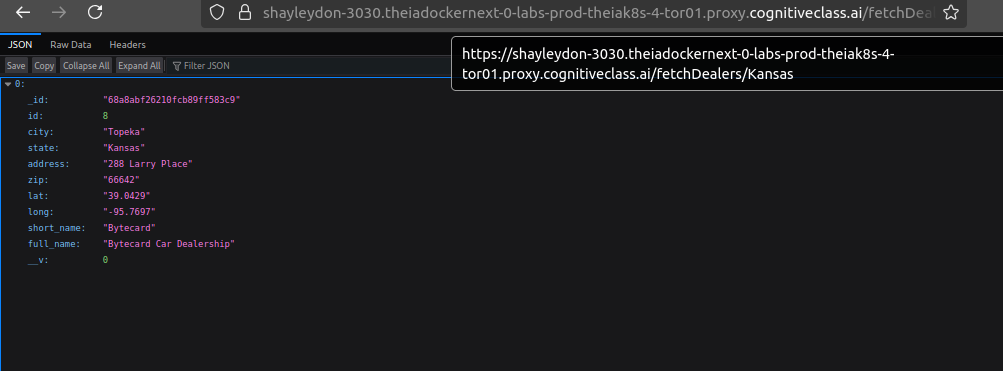 shayleydon-3030.theiadockernext-0-labs-prod-theiak8s-4-tor01.proxy.cognitiveclass.ai/fetchDeal
JSON Raw Data Headers
https://shayleydon-3030.theiadockernext-0-labs-prod-theiak8s-4-
tor01.proxy.cognitiveclass.ai/fetchDealers/Kansas
Save Copy Collapse All Expand All Filter JSON
0:
_id: "68a8abf26210fcb89ff583c9"
id: 8
city: "Topeka"
state: "Kansas"
address: "288 Larry Place"
zip: "66642"
lat: "39.0429"
long: "-95.7697"
short_name: "Bytecard"
full_name: "Bytecard Car Dealership"
__v: 0